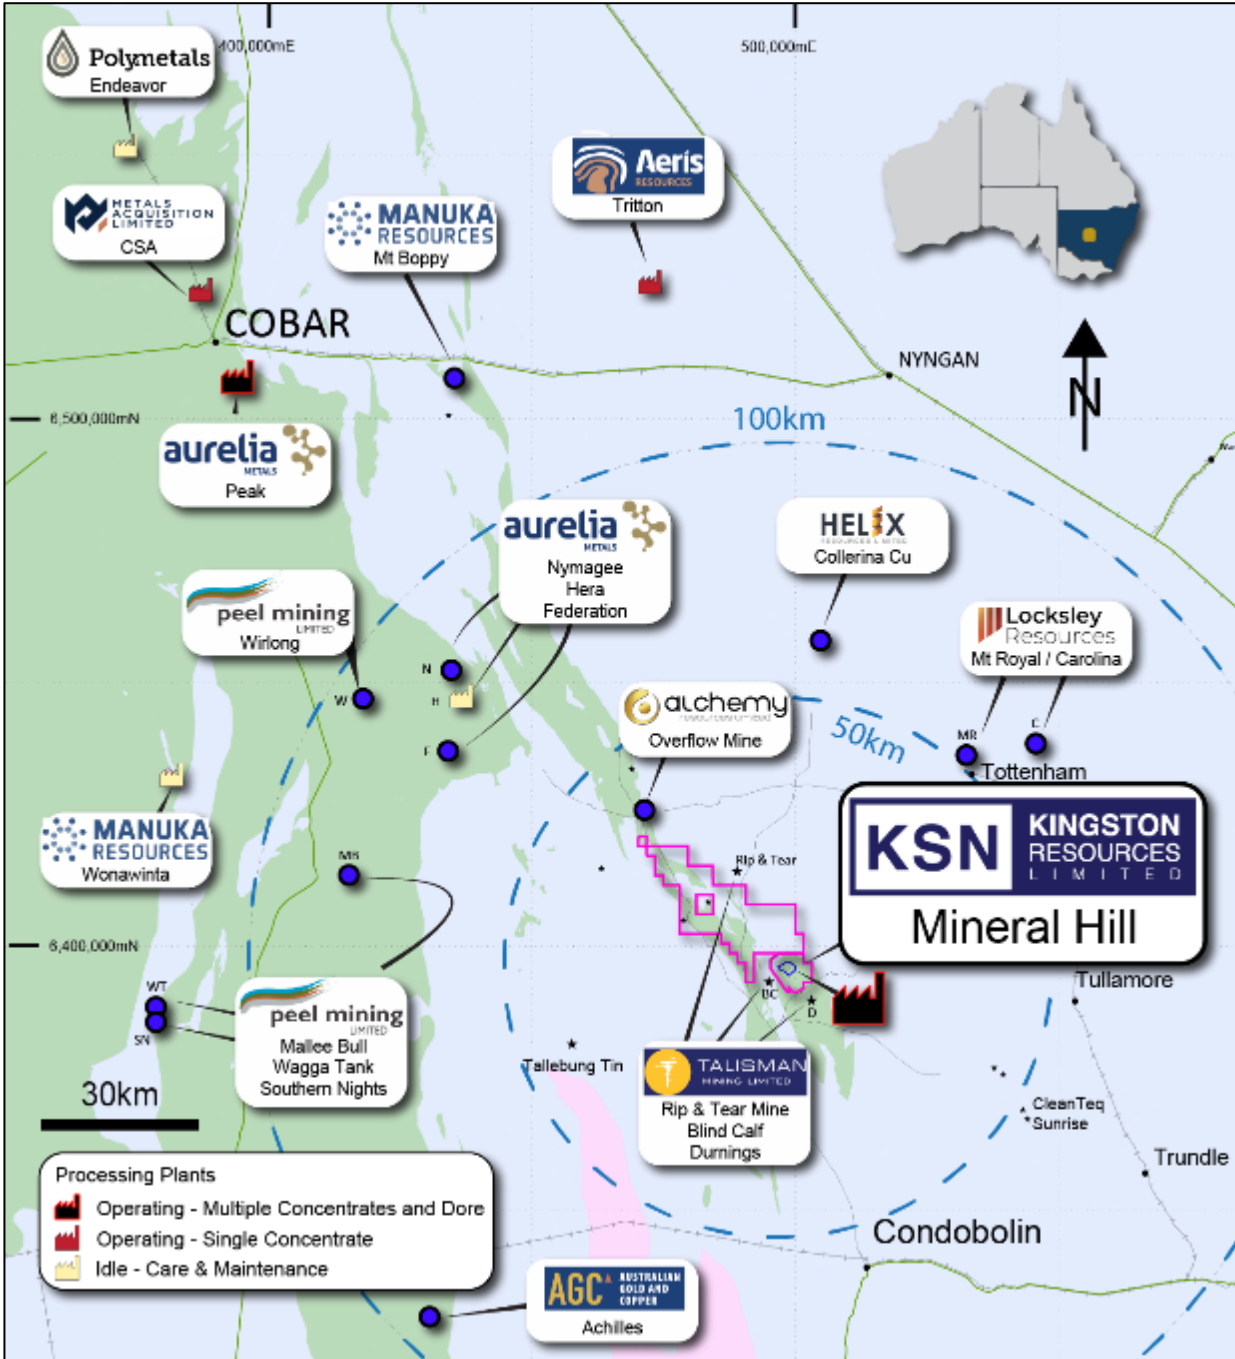 400,000mE
500,000mE
Polymetals
Endeavor
METALS
ACQUISITION
LIMITED
CSA
MANUKA
RESOURCES
Mt Boppy
Aeris
RESOURCES
Tritton
COBAR
NYNGAN
N
6,500,000mN
100km
aurelia
METALS
Peak
aurelia
METALS
Nymagee
Hera
Federation
HELIX
RESOURCES LIMITED
Collerina Cu
peel mining
LIMITED
Wirlong
Locksley
Resources
Mt Royal / Carolina
N
W
H
F
alchemy
resources limited
Overflow Mine
50km
MR
C
Tottenham
MANUKA
RESOURCES
Wonawinta
MB
Rip & Tear
KSN
KINGSTON
RESOURCES
LIMITED
Mineral Hill
6,400,000mN
WT
SN
BC
D
Tullamore
peel mining
LIMITED
Mallee Bull
Wagga Tank
Southern Nights
Tallebung Tin
TALISMAN
MINING LIMITED
Rip & Tear Mine
Blind Calf
Durnings
30km
CleanTeq
Sunrise
Trundle
Processing Plants
Operating - Multiple Concentrates and Dore
Operating - Single Concentrate
Idle - Care & Maintenance
Condobolin
AGC
AUSTRALIAN
GOLD AND
COPPER
Achilles